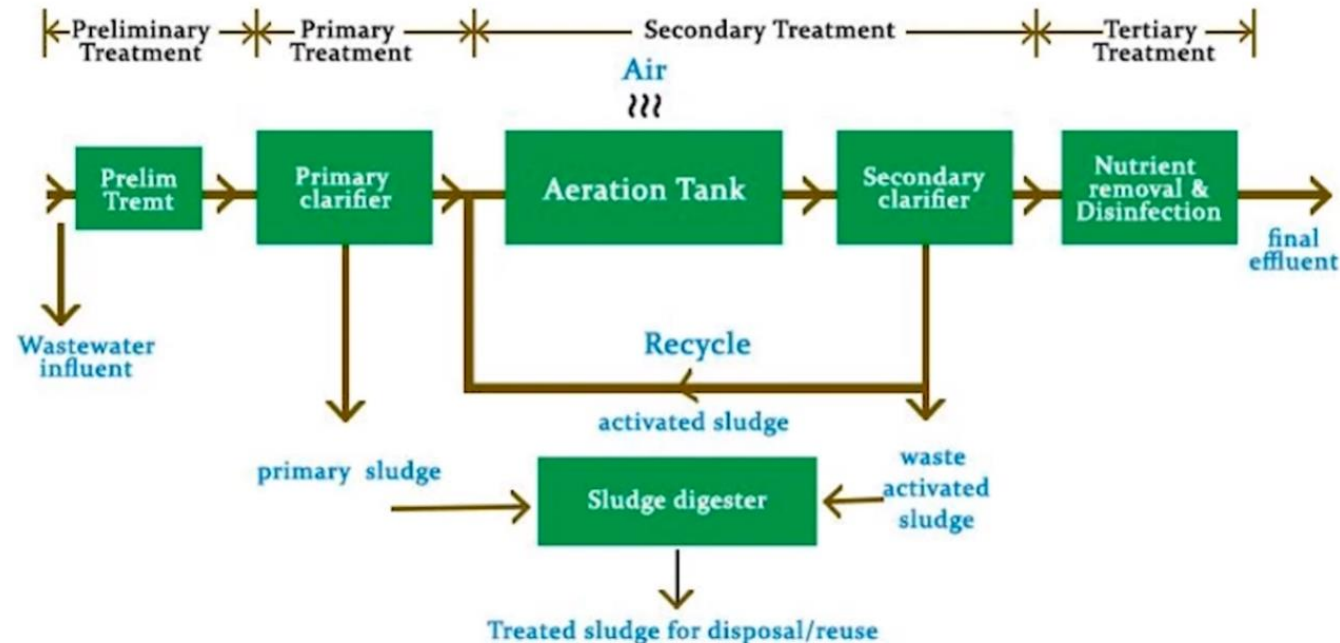 Preliminary
Treatment
Primary
Treatment
Secondary Treatment
Tertiary
Treatment
Air
Prelim
Tremt
Primary
clarifier
Aeration Tank
Secondary
clarifier
Nutrient
removal &
Disinfection
final
effluent
Wastewater
influent
Recycle
activated sludge
primary sludge
Sludge digester
waste
activated
sludge
Treated sludge for disposal/reuse